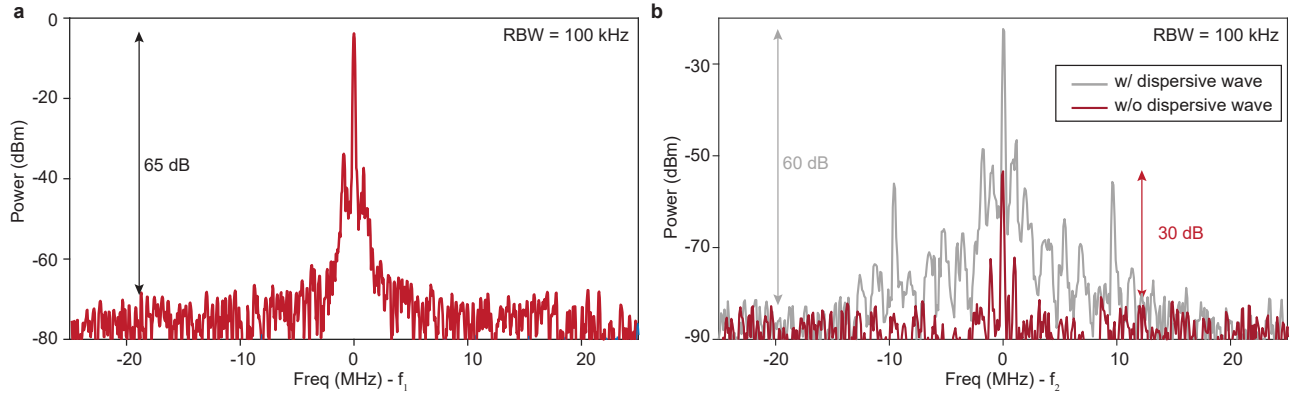 a
0
-20
-40
-60
-80
Power (dBm)
65 dB
RBW = 100 kHz
-20
-10
0
10
20
Freq (MHz) - f₁
b
-30
-50
-70
-90
Power (dBm)
60 dB
RBW = 100 kHz
w/ dispersive wave
w/o dispersive wave
30 dB
-20
-10
0
10
20
Freq (MHz) - f₂